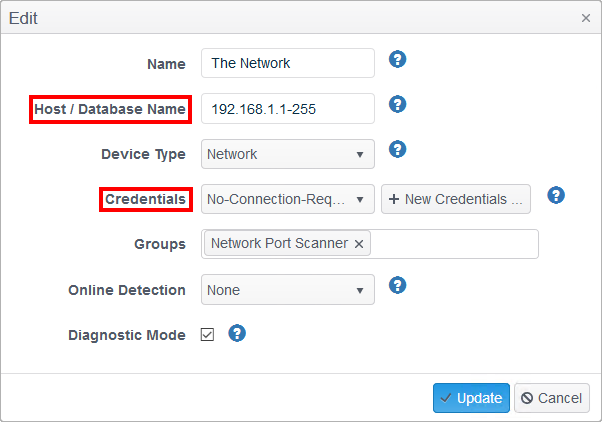 Edit ×
Name The Network ?
Host / Database Name 192.168.1.1-255 ?
Device Type Network ?
Credentials No-Connection-Req... + New Credentials ... ?
Groups Network Port Scanner ×
Online Detection None ?
Diagnostic Mode ?
Update Cancel